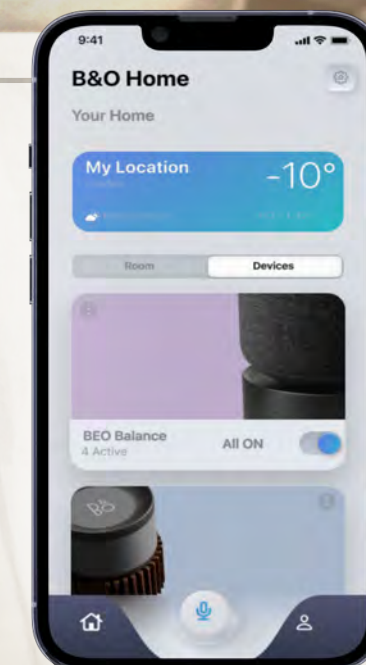 9:41
B&O Home
Your Home
My Location
-10°
Room
Devices
BEO Balance
4 Active
All ON